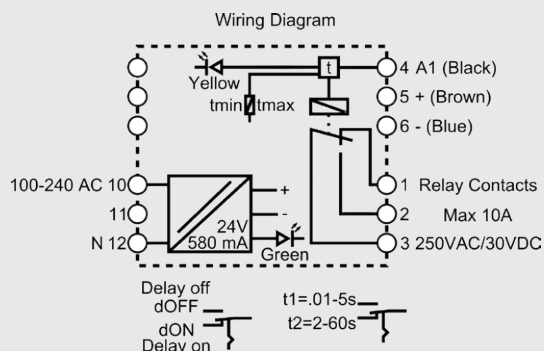 Wiring Diagram
Yellow
t
4 A1 (Black)
tmin
tmax
5 + (Brown)
6 - (Blue)
100-240 AC 10
+
1 Relay Contacts
11
-
2 Max 10A
24V
N 12
580 mA
3 250VAC/30VDC
Green
Delay off
dOFF
dON
Delay on
t1=.01-5s
t2=2-60s